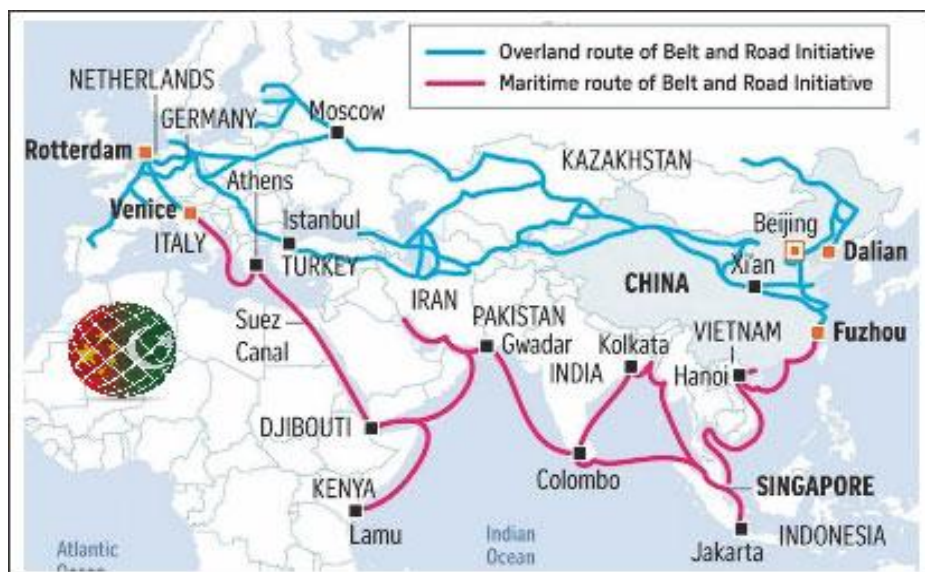 Overland route of Belt and Road Initiative
Maritime route of Belt and Road Initiative
NETHERLANDS
GERMANY
Moscow
Rotterdam
KAZAKHSTAN
Athens
Venice
Istanbul
Beijing
ITALY
TURKEY
Xi'an
Dalian
CHINA
IRAN
PAKISTAN
Suez
Canal
Gwadar
Kolkata
VIETNAM
Fuzhou
INDIA
Hanoi
DJIBOUTI
Colombo
SINGAPORE
KENYA
Lamu
INDONESIA
Jakarta
Atlantic
Ocean
Indian
Ocean